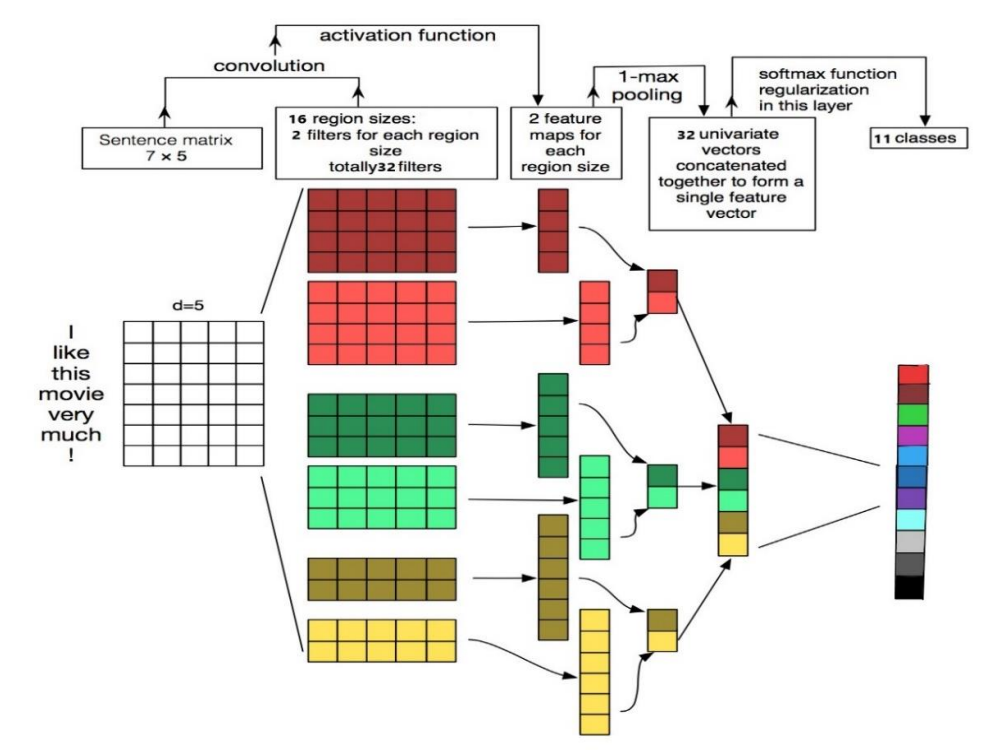 activation function
convolution
1-max
pooling
softmax function
regularization
in this layer
Sentence matrix
7 × 5
16 region sizes:
2 filters for each region
size
totally32filters
2 feature
maps for
each
region size
32 univariate
vectors
concatenated
together to form a
single feature
vector
11 classes
d=5
I
like
this
movie
very
much
!